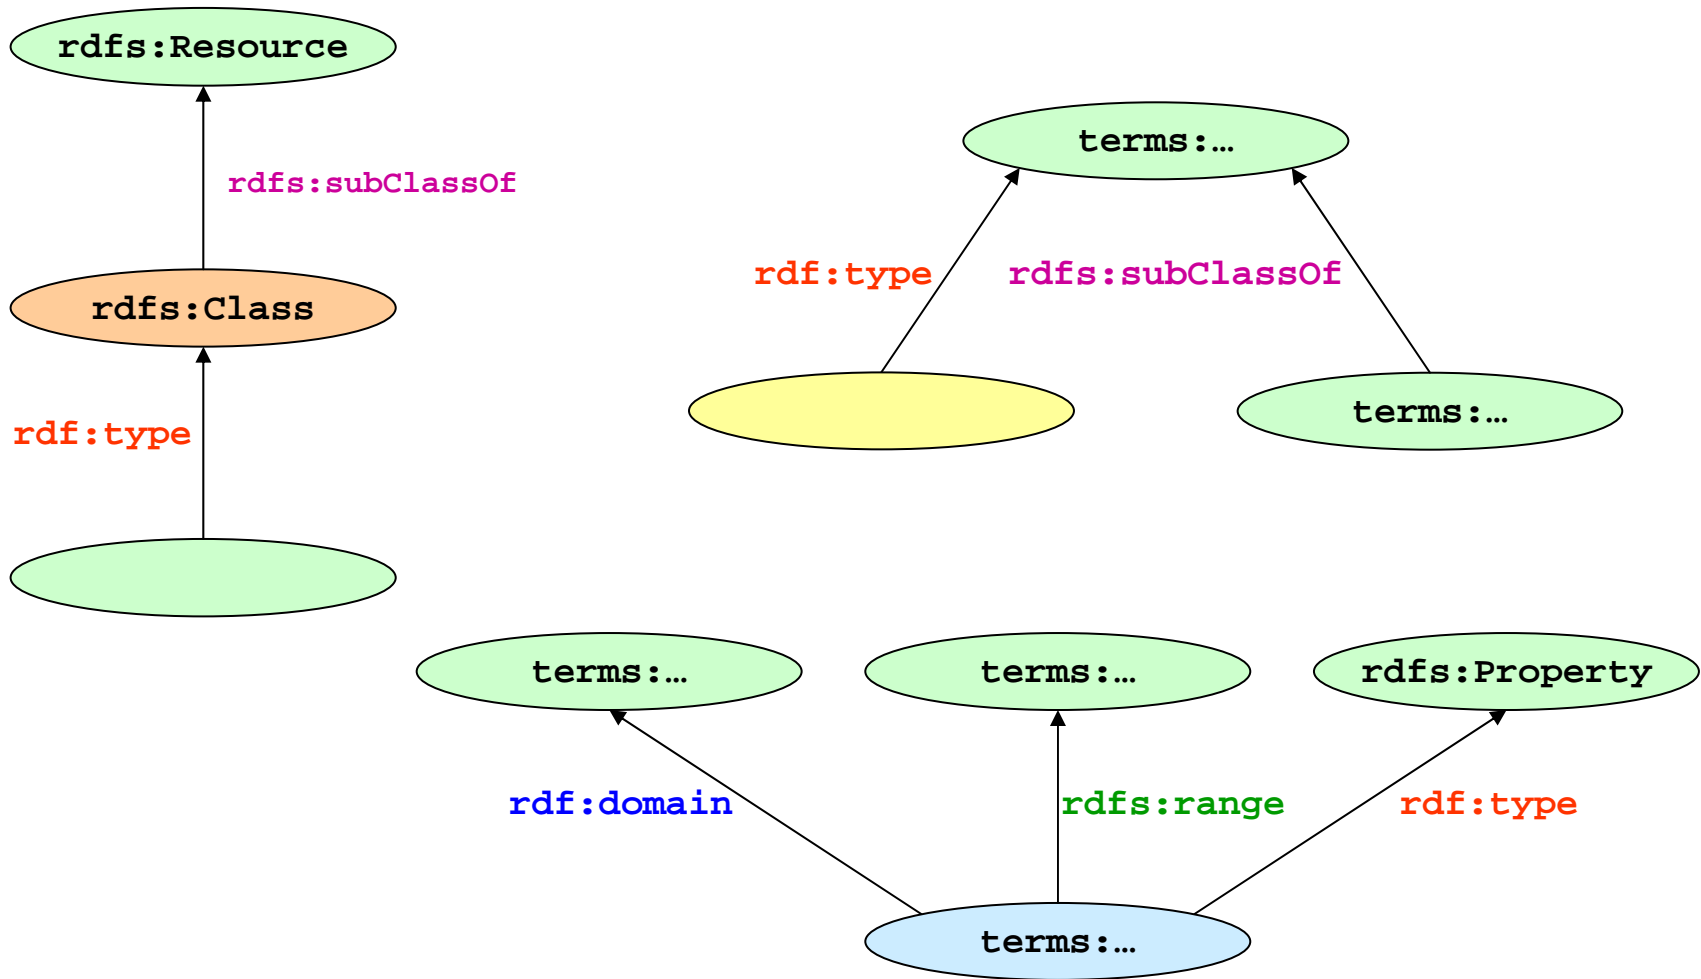 rdfs:Resource
terms:…
rdfs:subClassOf
rdf:type
rdfs:subClassOf
rdfs:Class
terms:…
rdf:type
terms:…
terms:…
rdfs:Property
rdf:domain
rdfs:range
rdf:type
terms:…